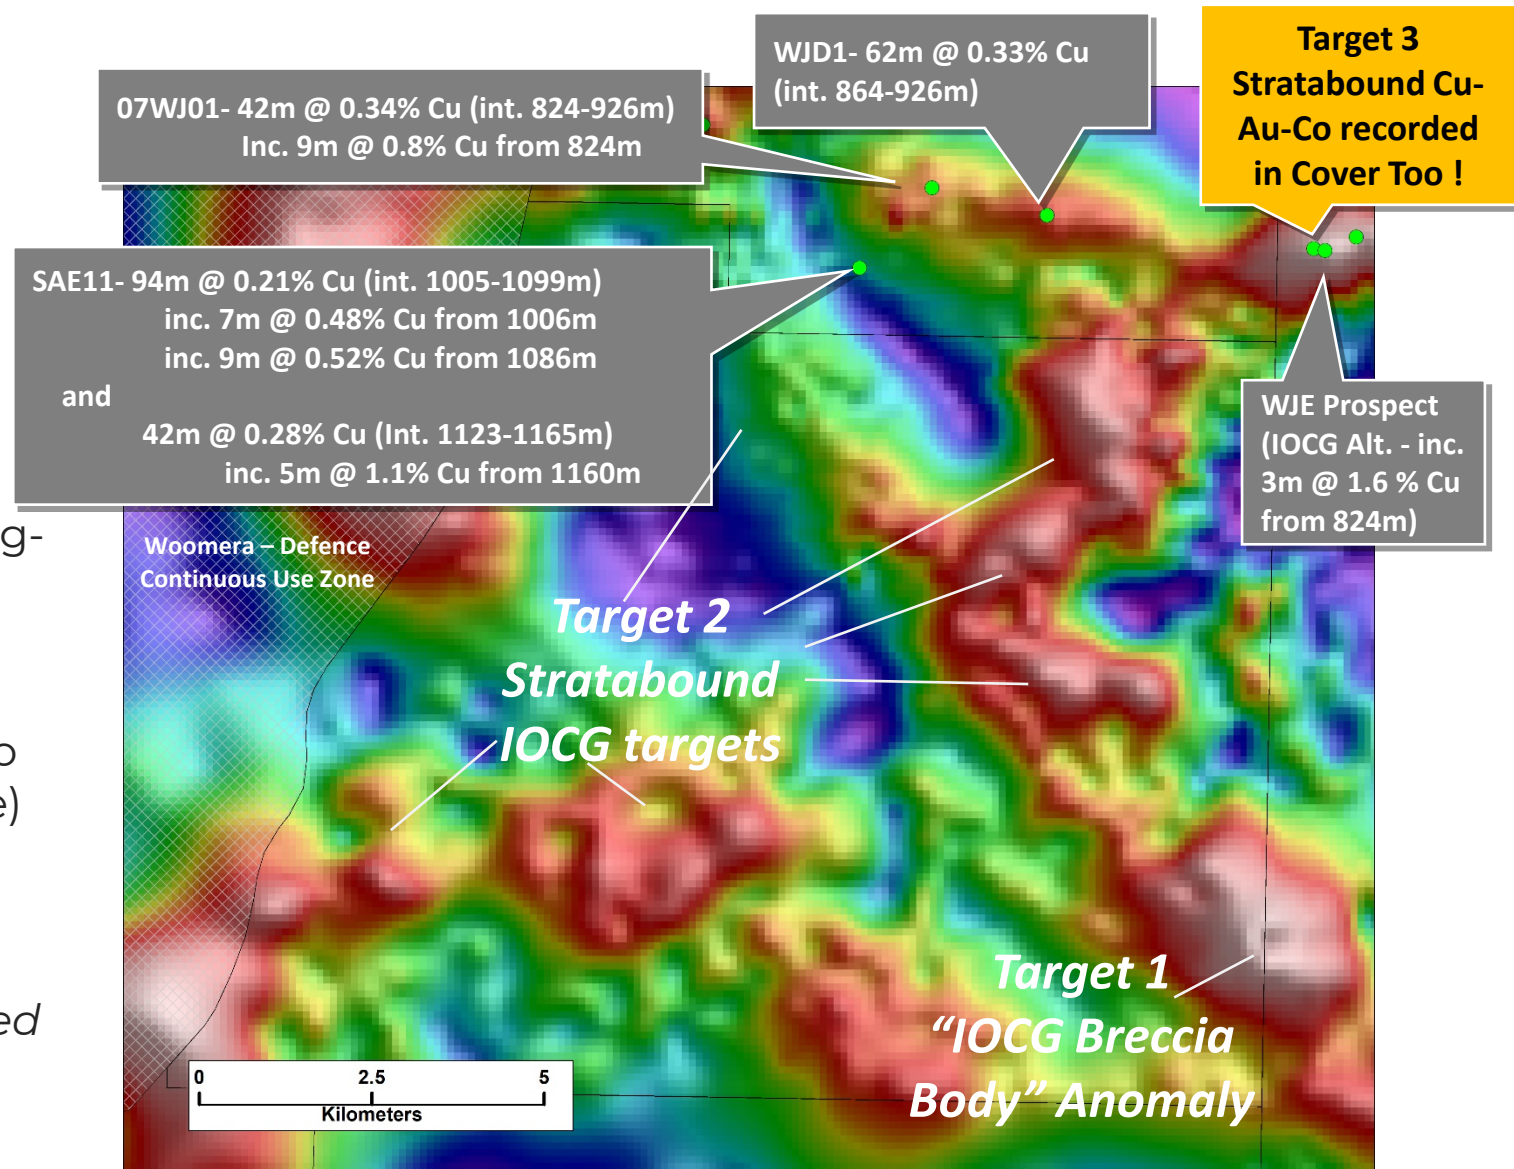 07WJ01- 42m @ 0.34% Cu (int. 824-926m)
Inc. 9m @ 0.8% Cu from 824m
WJD1- 62m @ 0.33% Cu
(int. 864-926m)
Target 3
Stratabound Cu-
Au-Co recorded
in Cover Too !
SAE11- 94m @ 0.21% Cu (int. 1005-1099m)
inc. 7m @ 0.48% Cu from 1006m
inc. 9m @ 0.52% Cu from 1086m
and
42m @ 0.28% Cu (Int. 1123-1165m)
inc. 5m @ 1.1% Cu from 1160m
WJE Prospect
(IOCG Alt. - inc.
3m @ 1.6 % Cu
from 824m)
g-
Woomera – Defence
Continuous Use Zone
Target 2
Stratabound
IOCG targets
e)
ed
Target 1
“IOCG Breccia
Body” Anomaly
0 2.5 5
Kilometers